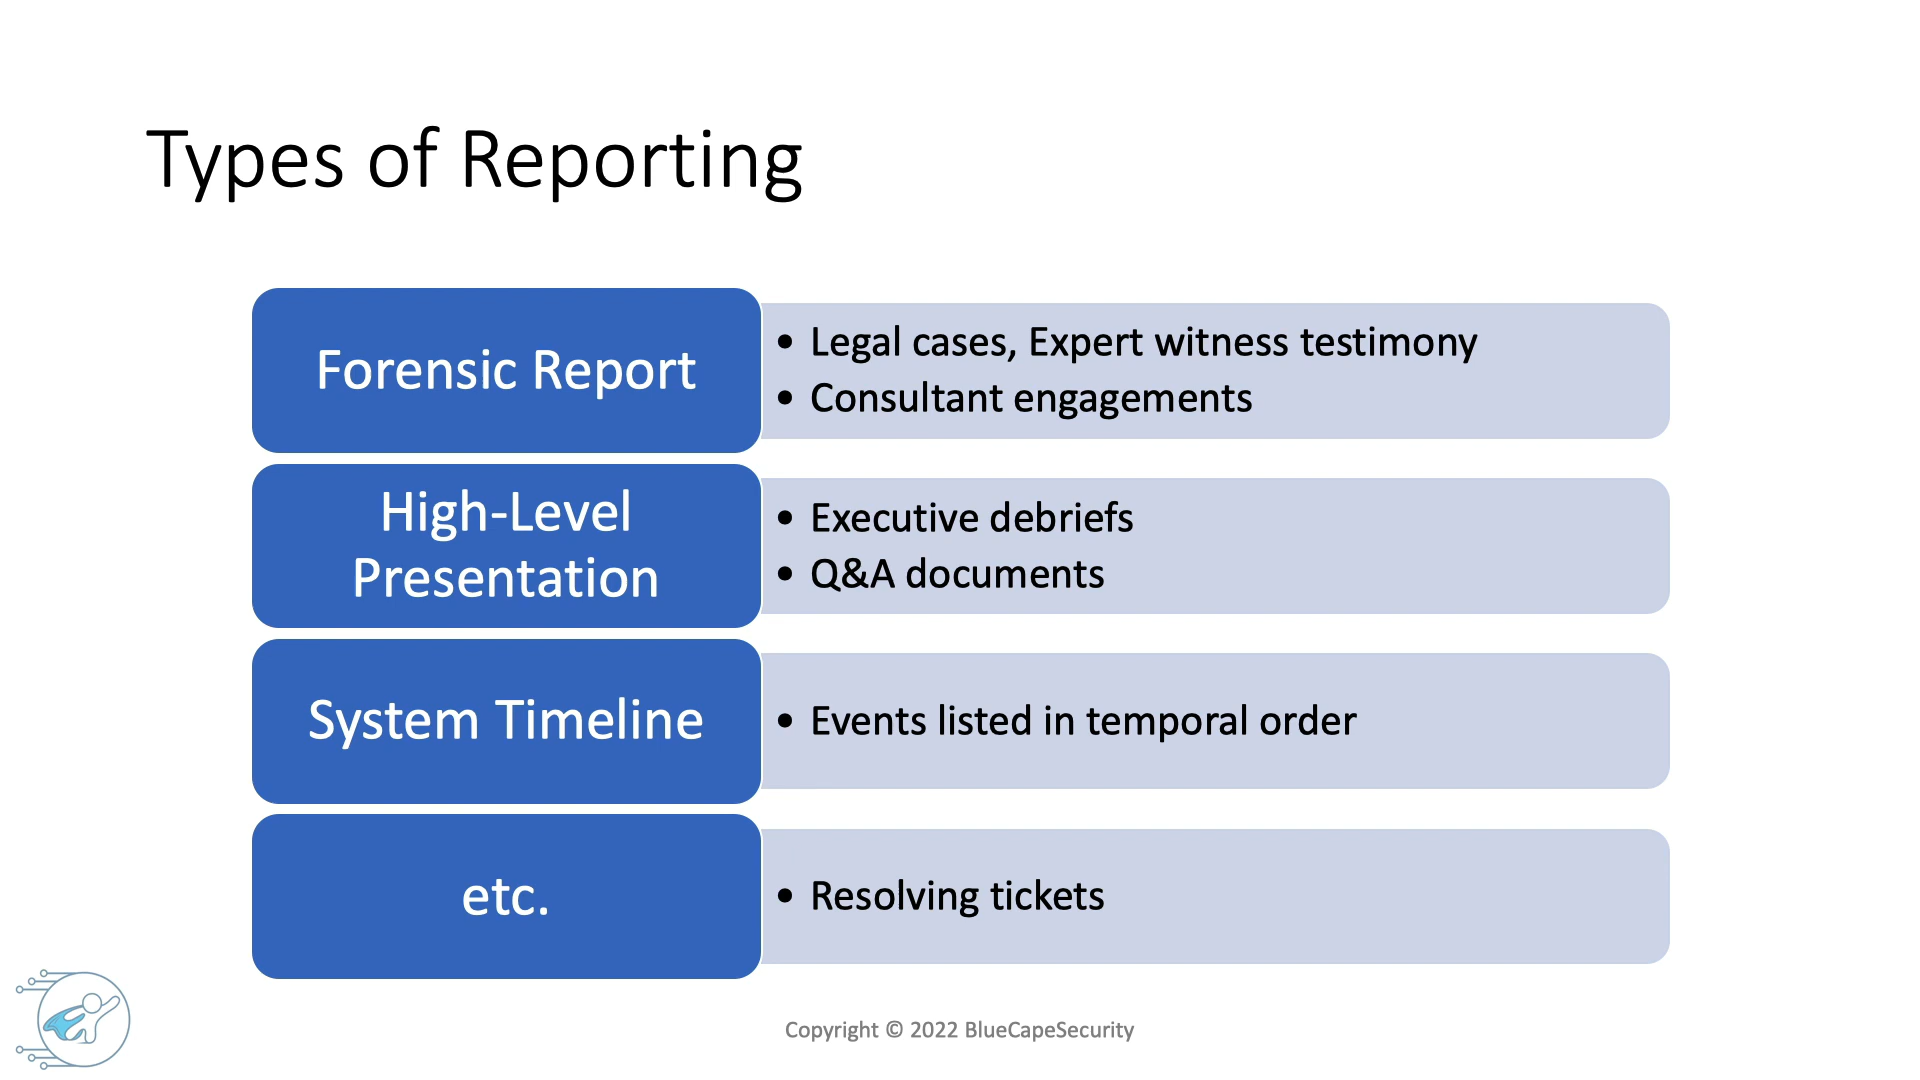 Types of Reporting
Forensic Report
• Legal cases, Expert witness testimony
• Consultant engagements
High-Level
Presentation
• Executive debriefs
• Q&A documents
System Timeline
• Events listed in temporal order
etc.
• Resolving tickets
Copyright © 2022 BlueCapeSecurity